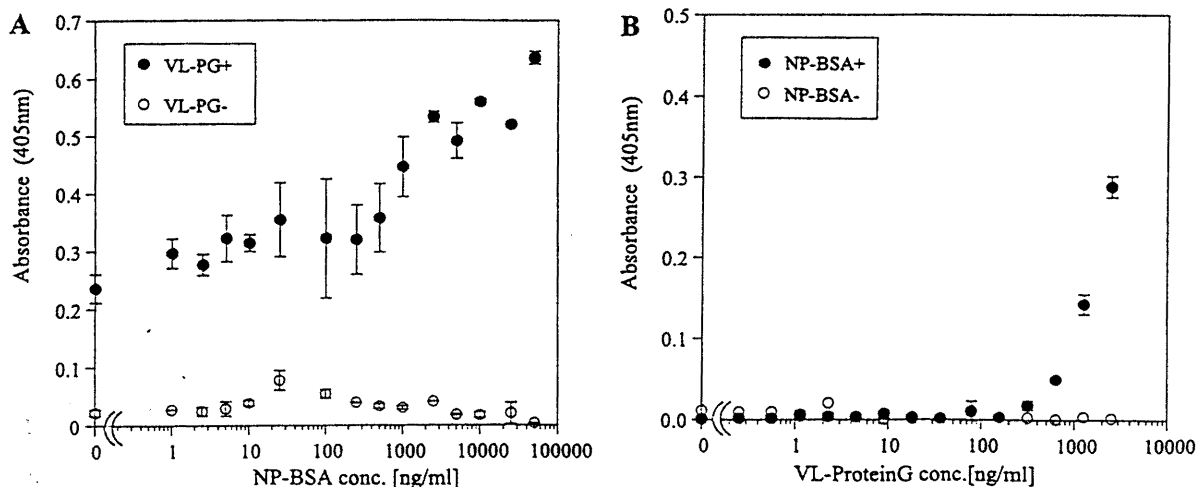 A
Absorbance (405nm)
0.7
0.6
0.5
0.4
0.3
0.2
0.1
0
VL-PG+
VL-PG-
0 1 10 100 1000 10000 100000
NP-BSA conc. [ng/ml]
B
Absorbance (405nm)
0.5
0.4
0.3
0.2
0.1
0.0
NP-BSA+
NP-BSA-
0 1 10 100 1000 10000
VL-ProteinG conc.[ng/ml]